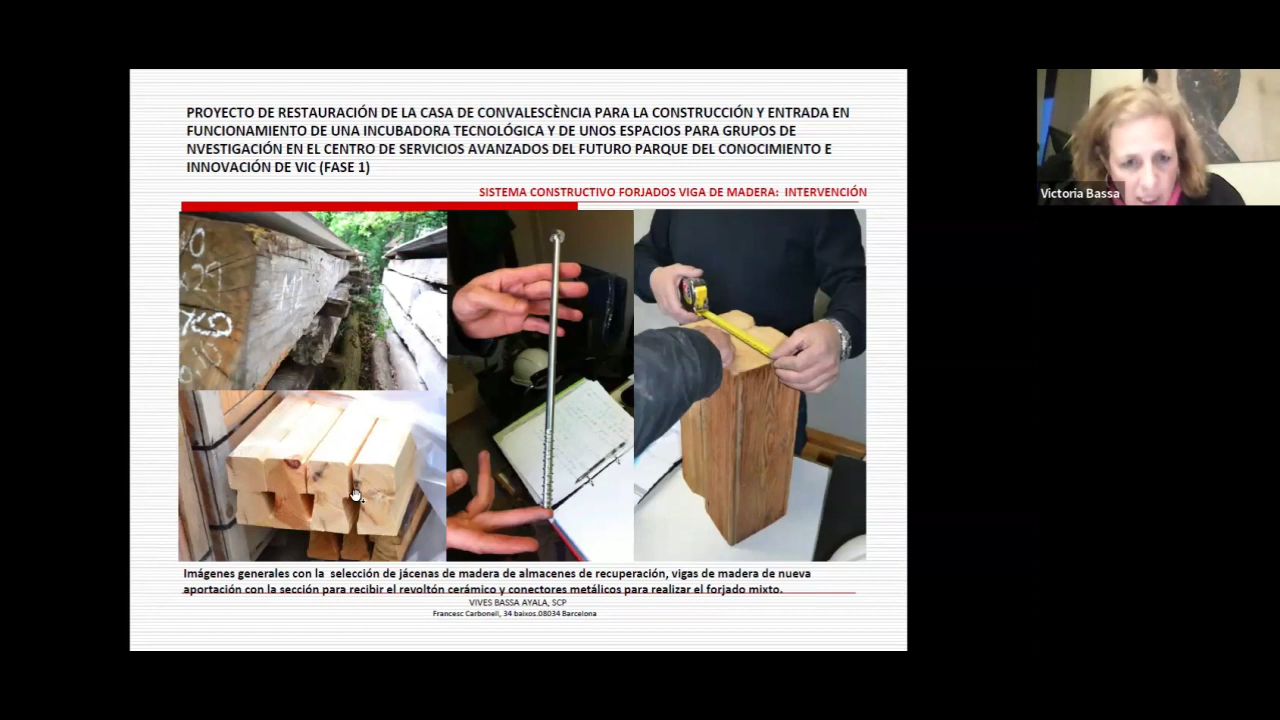 PROYECTO DE RESTAURACIÓN DE LA CASA DE CONVALESCÈNCIA PARA LA CONSTRUCCIÓN Y ENTRADA EN
FUNCIONAMIENTO DE UNA INCUBADORA TECNOLÓGICA Y DE UNOS ESPACIOS PARA GRUPOS DE
NVESTIGACIÓN EN EL CENTRO DE SERVICIOS AVANZADOS DEL FUTURO PARQUE DEL CONOCIMIENTO E
INNOVACIÓN DE VIC (FASE 1)
SISTEMA CONSTRUCTIVO FORJADOS VIGA DE MADERA: INTERVENCIÓN
Victoria Bassa
Imágenes generales con la selección de jácenas de madera de almacenes de recuperación, vigas de madera de nueva
aportación con la sección para recibir el revoltón cerámico y conectores metálicos para realizar el forjado mixto.
VIVES BASSA AYALA, SCP
Francesc Carbonell, 34 baixos.08034 Barcelona